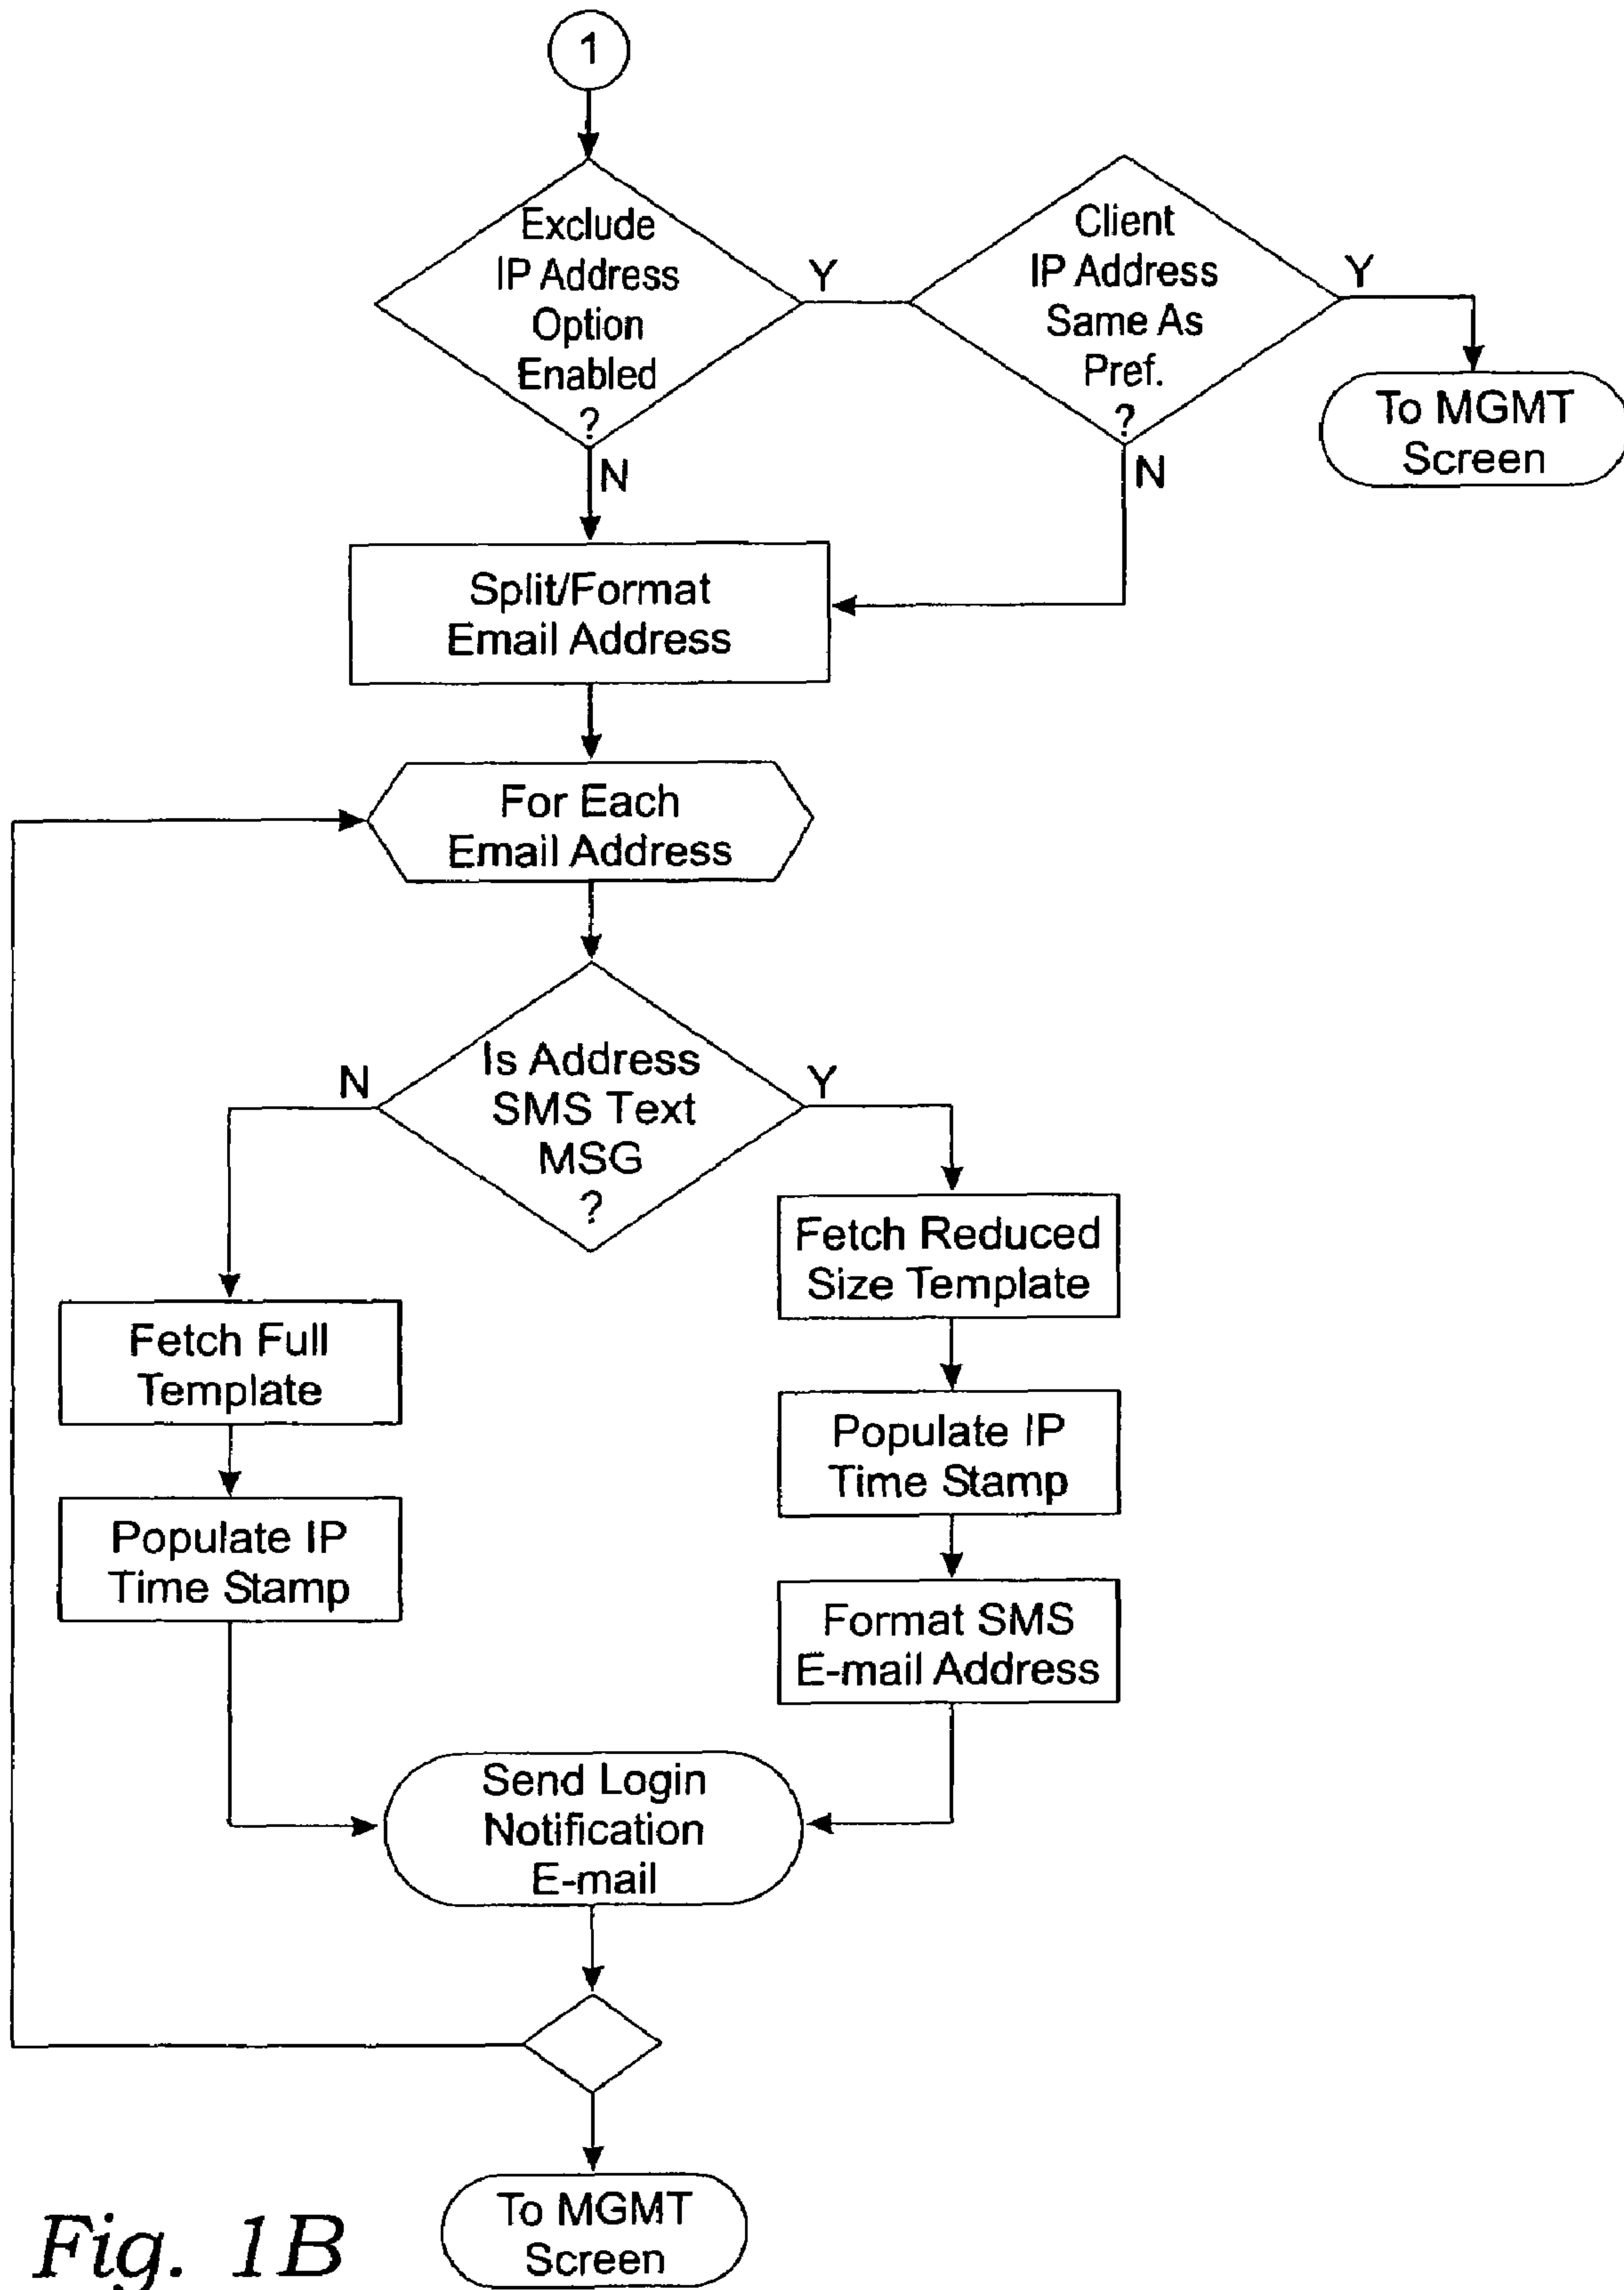 1
Exclude
IP Address
Option
Enabled
?
Y
Client
IP Address
Same As
Pref.
?
Y
To MGMT
Screen
N
N
Split/Format
Email Address
For Each
Email Address
Is Address
SMS Text
MSG
?
N
Y
Fetch Reduced
Size Template
Fetch Full
Template
Populate IP
Time Stamp
Populate IP
Time Stamp
Format SMS
E-mail Address
Send Login
Notification
E-mail
To MGMT
Screen
Fig. 1B